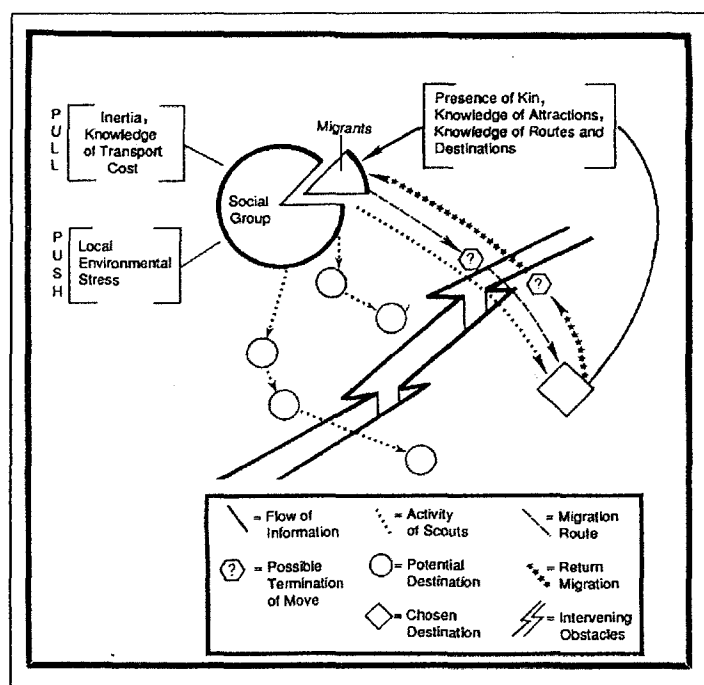 PULL
Inertia,
Knowledge
of Transport
Cost
Migrants
Presence of Kin,
Knowledge of Attractions,
Knowledge of Routes and
Destinations
Social
Group
PUSH
Local
Environmental
Stress
?
?
= Flow of
Information
= Activity
of Scouts
= Migration
Route
?
= Possible
Termination
of Move
= Potential
Destination
= Return
Migration
= Chosen
Destination
= Intervening
Obstacles